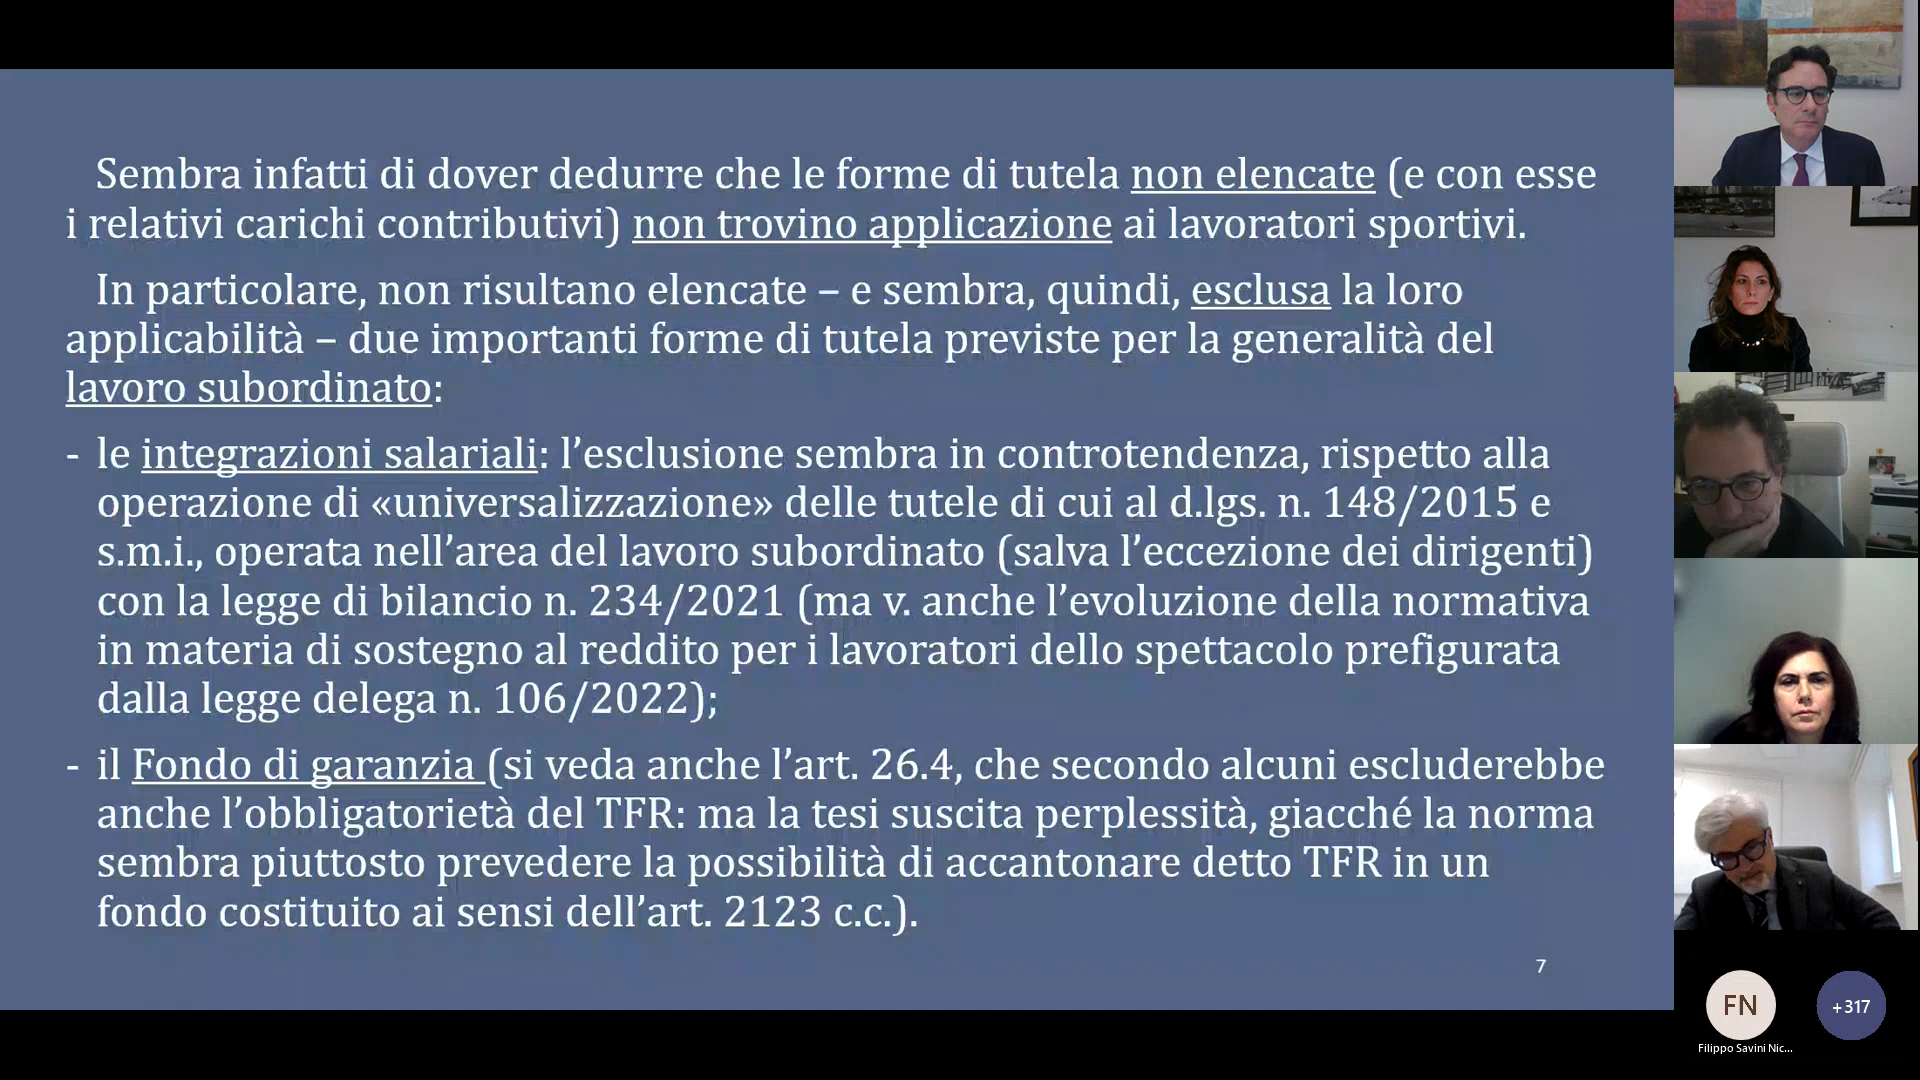 Sembra infatti di dover dedurre che le forme di tutela non elencate (e con esse
i relativi carichi contributivi) non trovino applicazione ai lavoratori sportivi.
In particolare, non risultano elencate – e sembra, quindi, esclusa la loro
applicabilità – due importanti forme di tutela previste per la generalità del
lavoro subordinato:
- le integrazioni salariali: l’esclusione sembra in controtendenza, rispetto alla
operazione di «universalizzazione» delle tutele di cui al d.lgs. n. 148/2015 e
s.m.i., operata nell’area del lavoro subordinato (salva l’eccezione dei dirigenti)
con la legge di bilancio n. 234/2021 (ma v. anche l’evoluzione della normativa
in materia di sostegno al reddito per i lavoratori dello spettacolo prefigurata
dalla legge delega n. 106/2022);
- il Fondo di garanzia (si veda anche l’art. 26.4, che secondo alcuni escluderebbe
anche l’obbligatorietà del TFR: ma la tesi suscita perplessità, giacché la norma
sembra piuttosto prevedere la possibilità di accantonare detto TFR in un
fondo costituito ai sensi dell’art. 2123 c.c.).
7
FN
+317
Filippo Savini Nic...